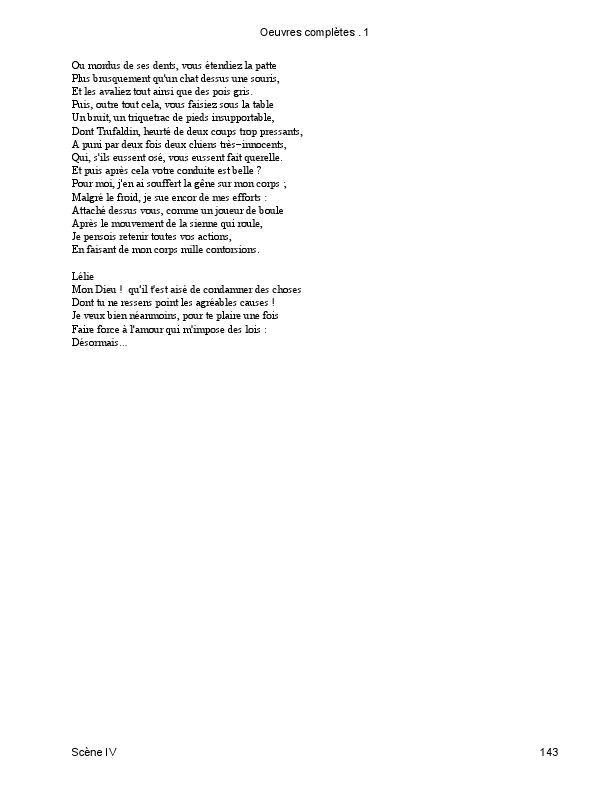 Oeuvres complètes . 1
Ou mordus de ses dents, vous étendiez la patte
Plus brusquement qu'un chat dessus une souris,
Et les avaliez tout ainsi que des pois gris.
Puis, outre tout cela, vous faisiez sous la table
Un bruit, un triquetrac de pieds insupportable,
Dont Trufaldin, heurté de deux coups trop pressants,
A puni par deux fois deux chiens très-innocents,
Qui, s'ils eussent osé, vous eussent fait querelle.
Et puis après cela votre conduite est belle ?
Pour moi, j'en ai souffert la gêne sur mon corps ;
Malgré le froid, je sue encor de mes efforts :
Attaché dessus vous, comme un joueur de boule
Après le mouvement de la sienne qui roule,
Je pensois retenir toutes vos actions,
En faisant de mon corps mille contorsions.
Lélie
Mon Dieu !  qu'il t'est aisé de condamner des choses
Dont tu ne ressens point les agréables causes !
Je veux bien néanmoins, pour te plaire une fois
Faire force à l'amour qui m'impose des lois :
Désormais...
Scène IV 143